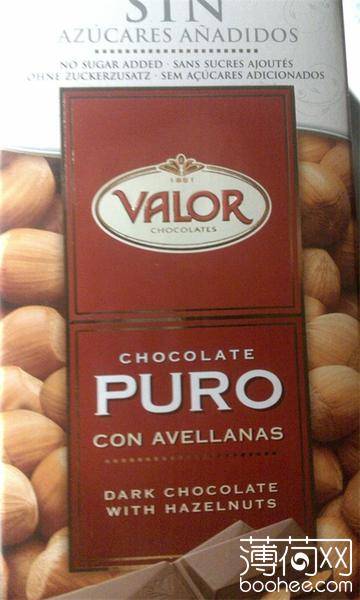 SIN
AZÚCARES AÑADIDOS
NO SUGAR ADDED · SANS SUCRES AJOUTÉS
OHNE ZUCKERZUSATZ · SEM AÇÚCARES ADICIONADOS
1881
VALOR
CHOCOLATES
CHOCOLATE
PURO
CON AVELLANAS
DARK CHOCOLATE
WITH HAZELNUTS
薄荷网
boohee.com